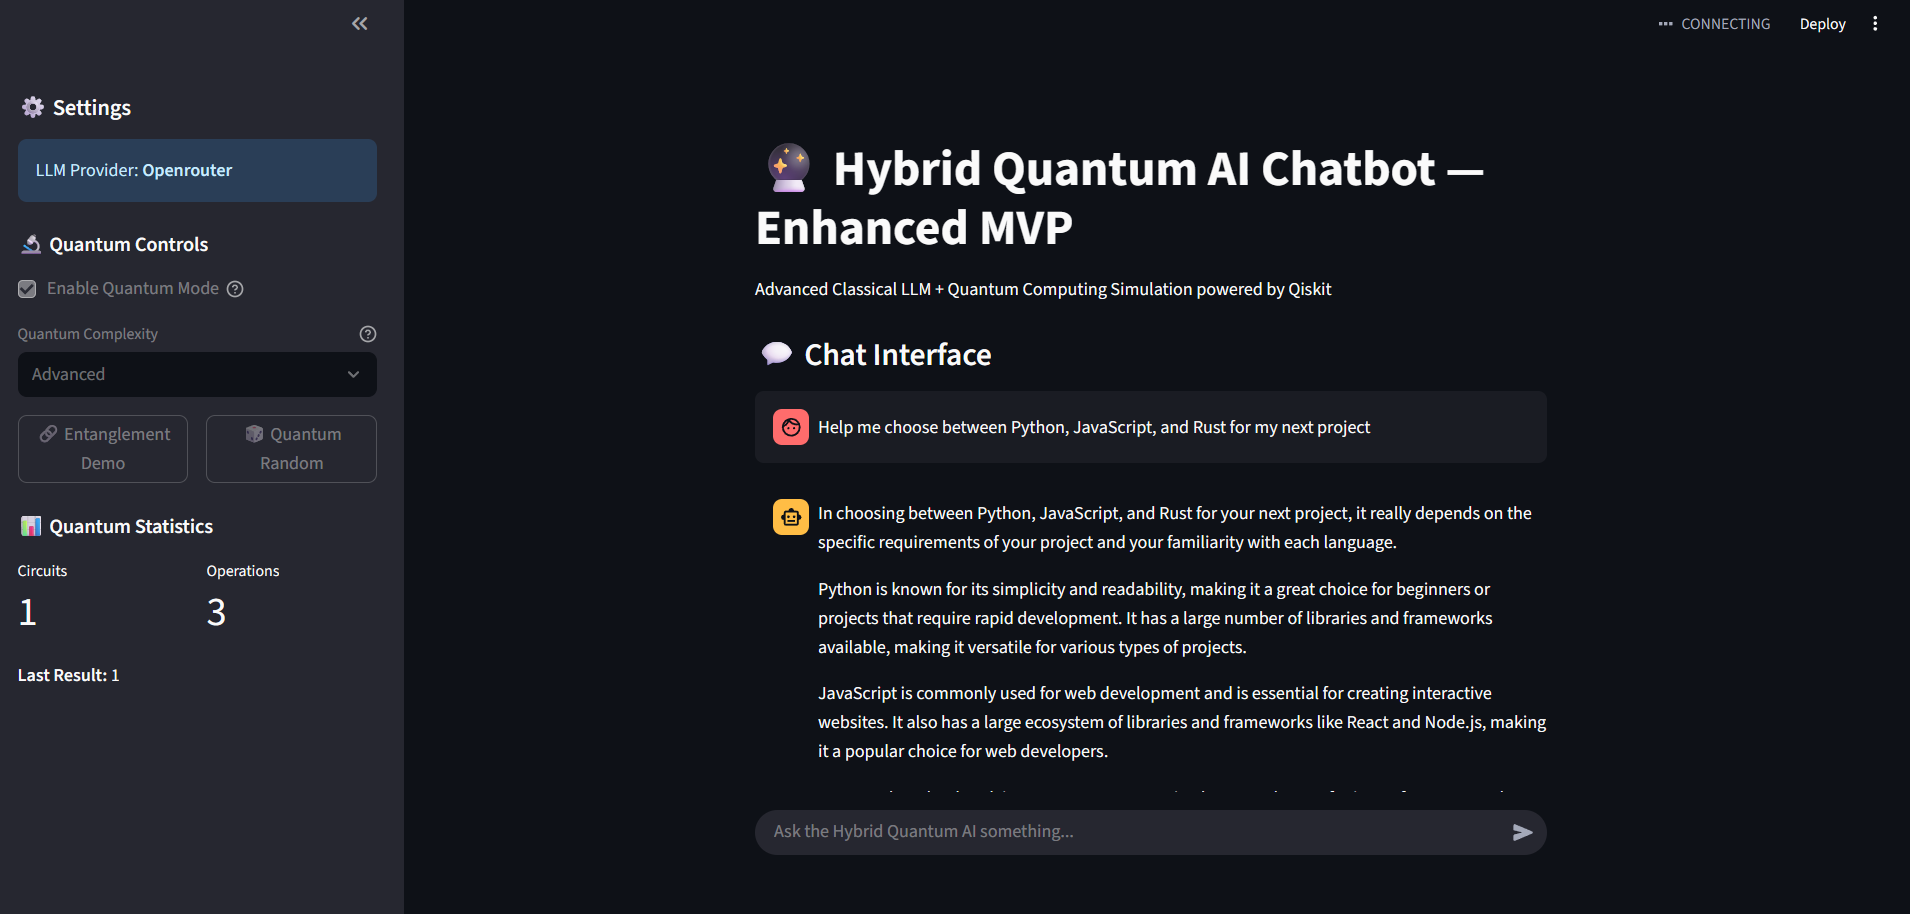 CONNECTING
Deploy
Settings
LLM Provider: Openrouter
Quantum Controls
Enable Quantum Mode
Quantum Complexity
Advanced
Entanglement
Demo
Quantum
Random
Quantum Statistics
Circuits
Operations
1
3
Last Result: 1
Hybrid Quantum AI Chatbot —
Enhanced MVP
Advanced Classical LLM + Quantum Computing Simulation powered by Qiskit
Chat Interface
Help me choose between Python, JavaScript, and Rust for my next project
In choosing between Python, JavaScript, and Rust for your next project, it really depends on the
specific requirements of your project and your familiarity with each language.
Python is known for its simplicity and readability, making it a great choice for beginners or
projects that require rapid development. It has a large number of libraries and frameworks
available, making it versatile for various types of projects.
JavaScript is commonly used for web development and is essential for creating interactive
websites. It also has a large ecosystem of libraries and frameworks like React and Node.js, making
it a popular choice for web developers.
Ask the Hybrid Quantum AI something...